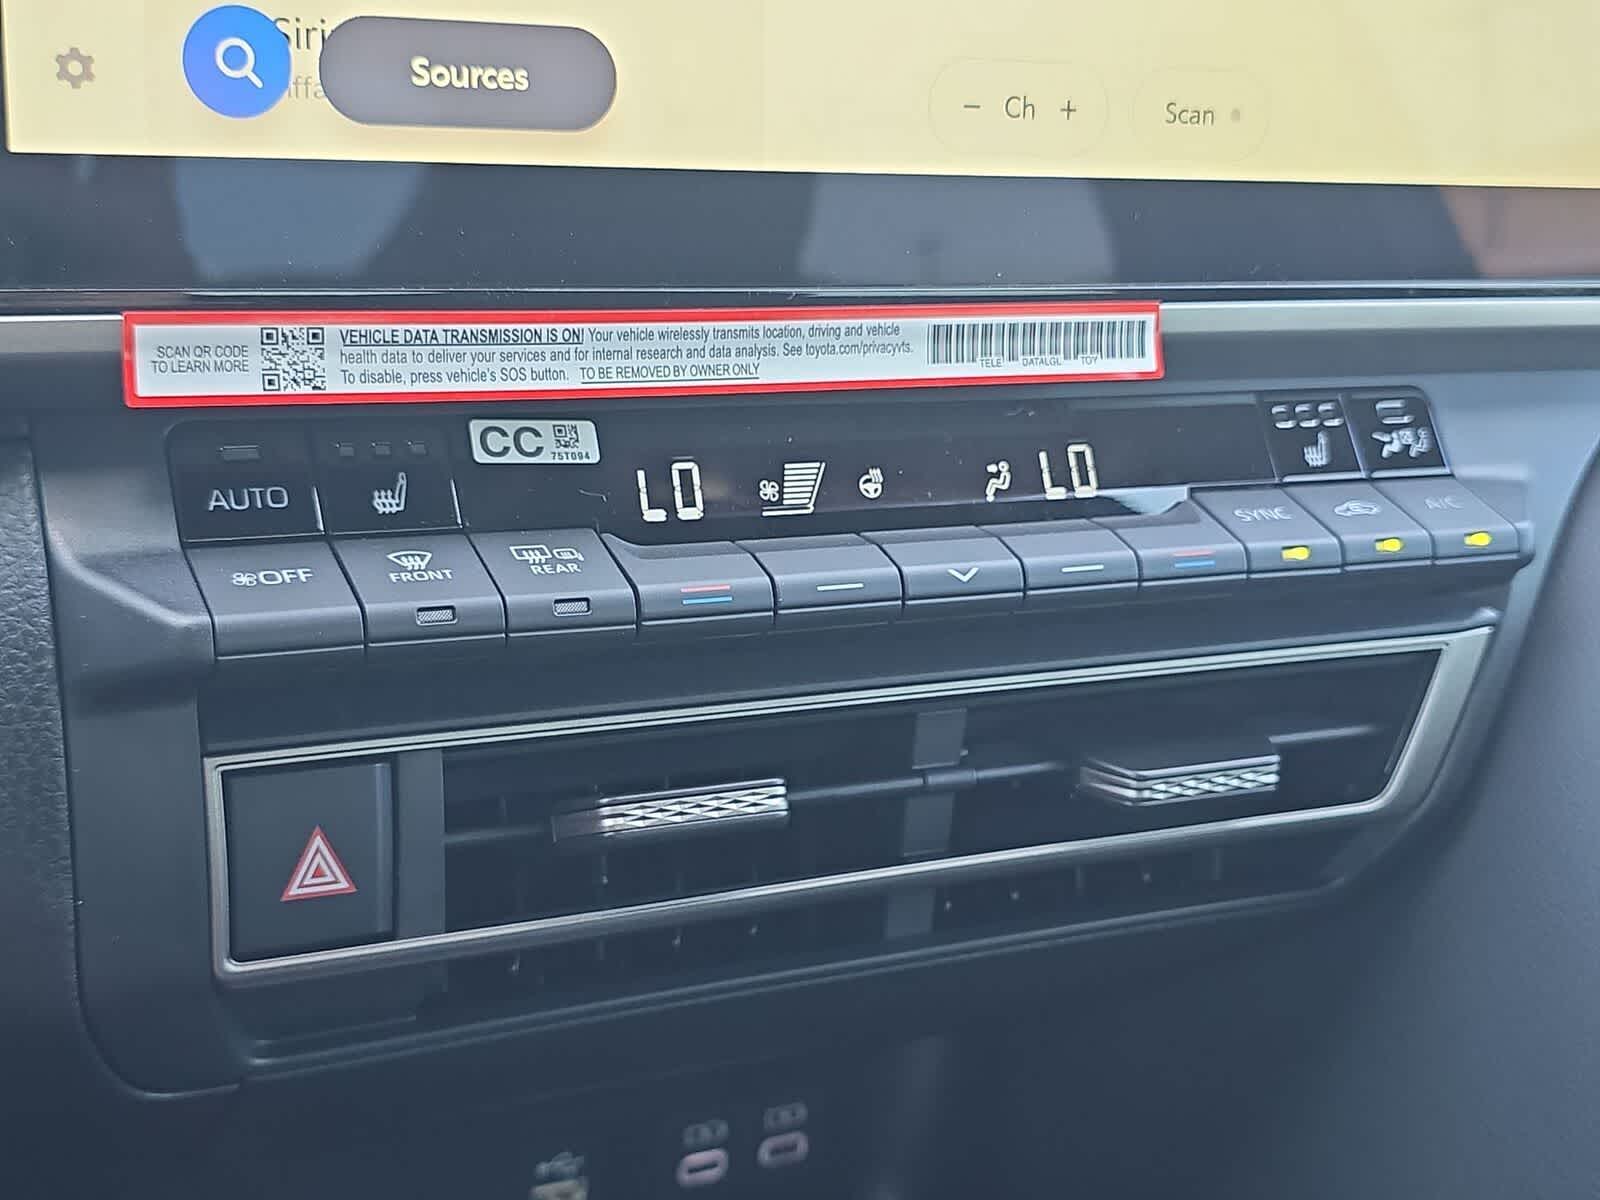 Siri
Sources
- Ch +
Scan
SCAN QR CODE
TO LEARN MORE
VEHICLE DATA TRANSMISSION IS ON! Your vehicle wirelessly transmits location, driving and vehicle
health data to deliver your services and for internal research and data analysis. See toyota.com/privacyvts.
To disable, press vehicle's SOS button. TO BE REMOVED BY OWNER ONLY
TELE DATALGL TOY
CC
75T094
AUTO
LO
LO
OFF
FRONT
REAR
SYNC
A/C